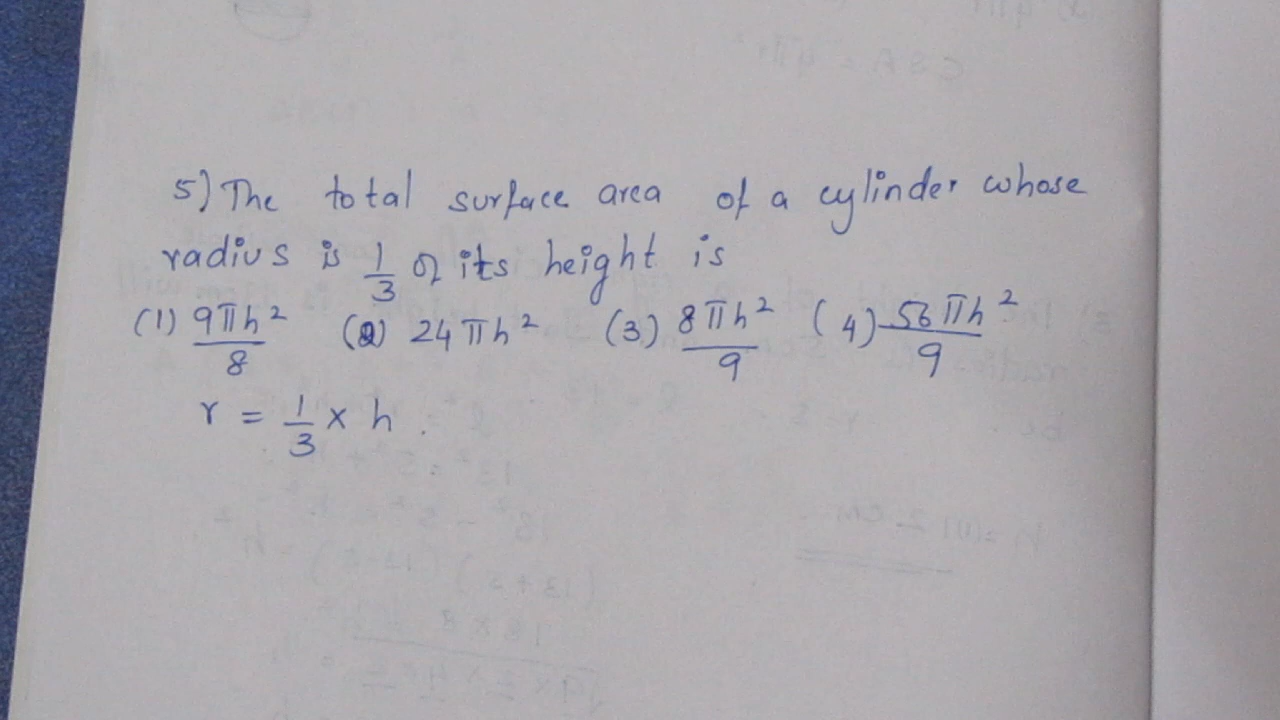 5) The total surface area of a cylinder whose
radius is 1/3 of its height is
(1) 9πh²/8 (2) 24πh² (3) 8πh²/9 (4) 56πh²/9
r = 1/3 × h.